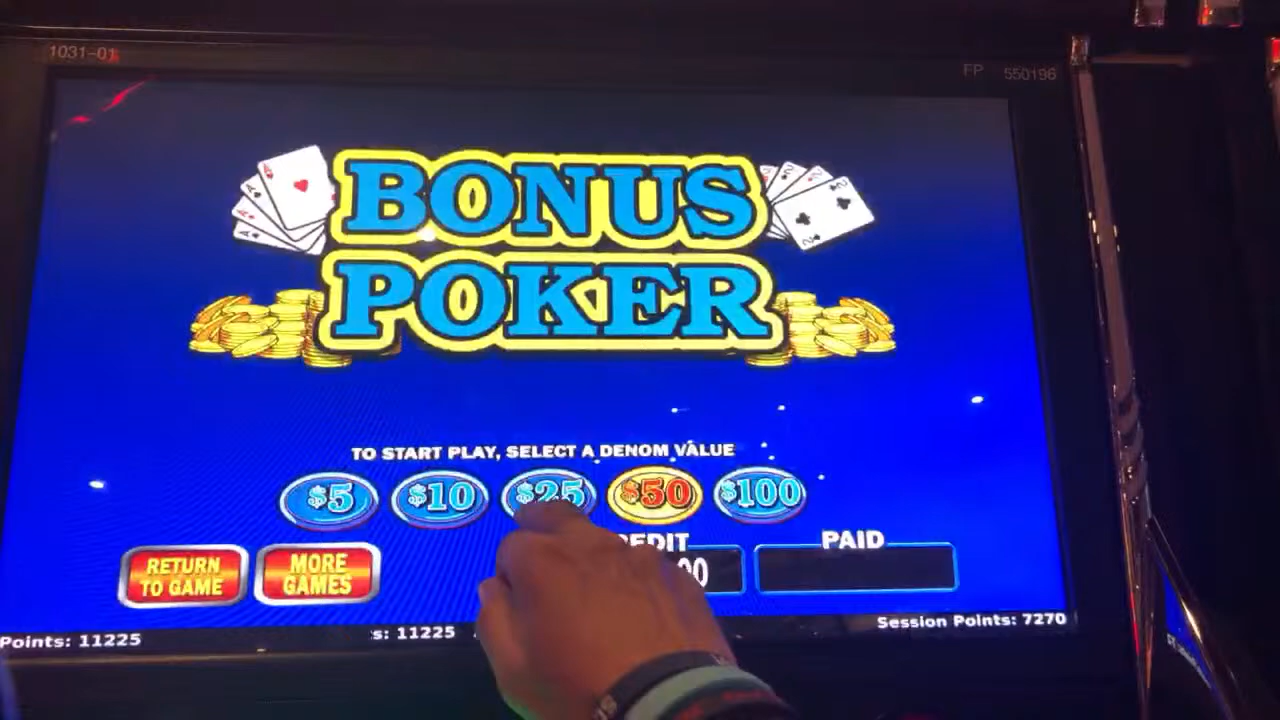 1031-01
FP 550196
BONUS
POKER
TO START PLAY, SELECT A DENOM VALUE
$5 $10 $25 $50 $100
RETURN
TO GAME
MORE
GAMES
PAID
Points: 11225
s: 11225
Session Points: 7270